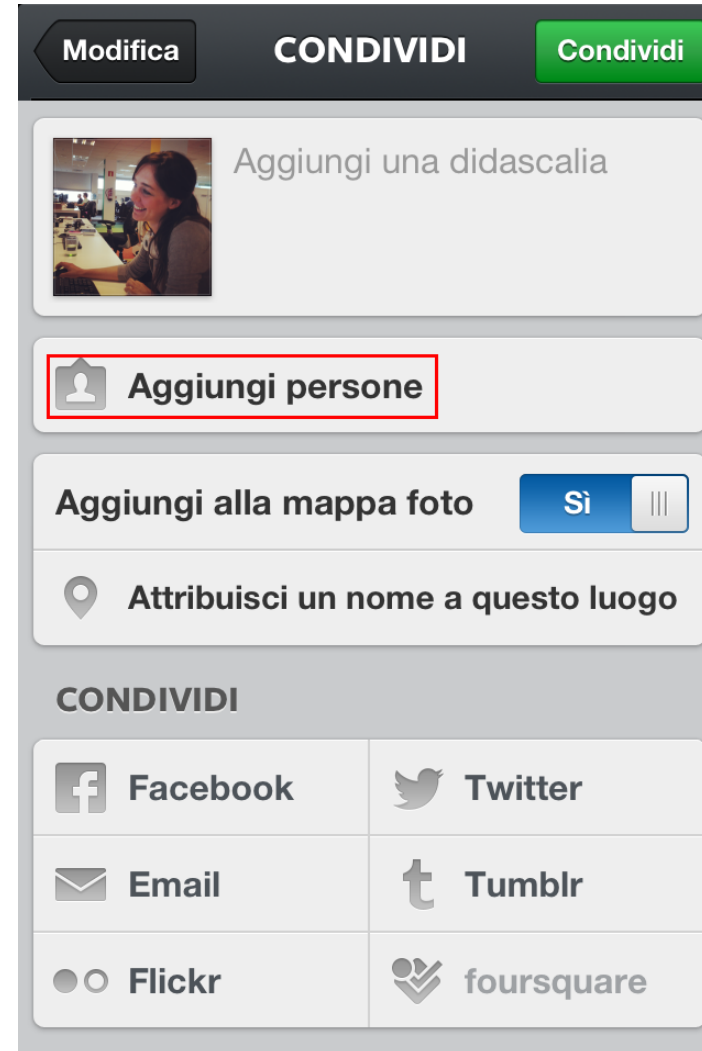 Modifica CONDIVIDI Condividi
Aggiungi una didascalia
Aggiungi persone
Aggiungi alla mappa foto Sì
Attribuisci un nome a questo luogo
CONDIVIDI
Facebook Twitter
Email Tumblr
Flickr foursquare